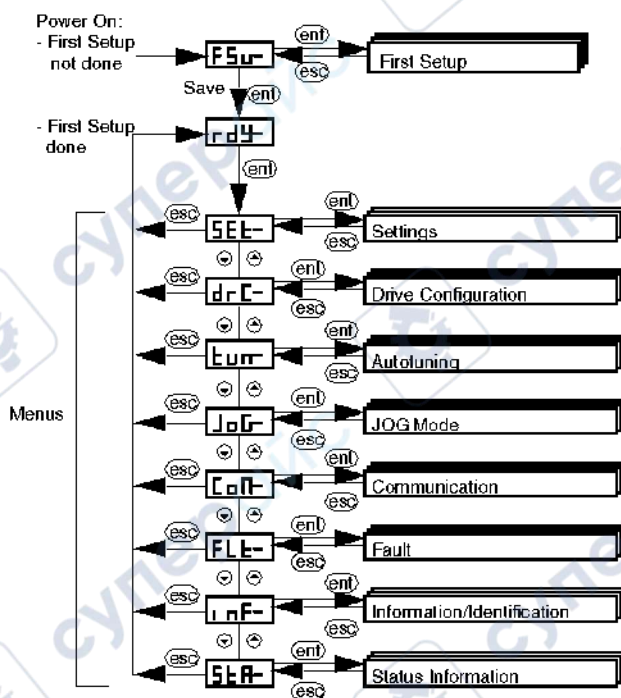 Power On:
- First Setup
not done
FSu-
ent
esc
First Setup
Save
ent
- First Setup
done
rdy-
ent
Menus
esc
SEt-
ent
esc
Settings
esc
drC-
ent
esc
Drive Configuration
esc
tun-
ent
esc
Autotuning
esc
JoG-
ent
esc
JOG Mode
esc
CoM-
ent
esc
Communication
esc
FLt-
ent
esc
Fault
esc
inF-
ent
esc
Information/Identification
esc
StA-
ent
esc
Status Information